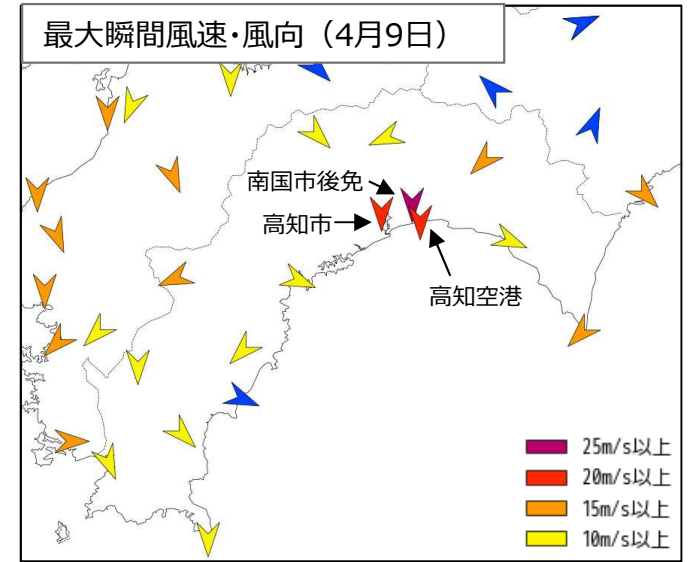 最大瞬間風速・風向（4月9日）
南国市後免
高知市
高知空港
25m/s以上
20m/s以上
15m/s以上
10m/s以上